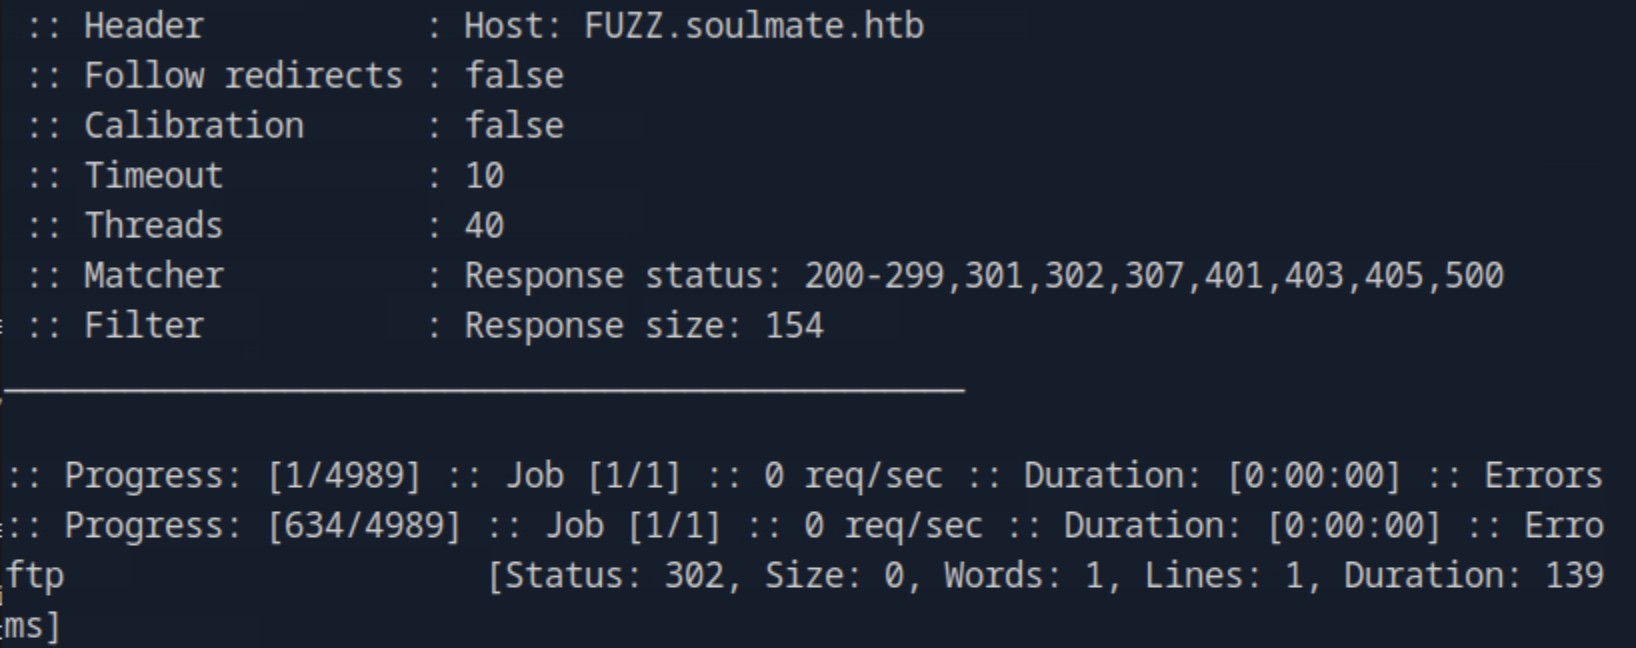 :: Header : Host: FUZZ.soulmate.htb
:: Follow redirects : false
:: Calibration : false
:: Timeout : 10
:: Threads : 40
:: Matcher : Response status: 200-299,301,302,307,401,403,405,500
:: Filter : Response size: 154
________________________________________________
:: Progress: [1/4989] :: Job [1/1] :: 0 req/sec :: Duration: [0:00:00] :: Errors
:: Progress: [634/4989] :: Job [1/1] :: 0 req/sec :: Duration: [0:00:00] :: Erro
ftp [Status: 302, Size: 0, Words: 1, Lines: 1, Duration: 139
ms]